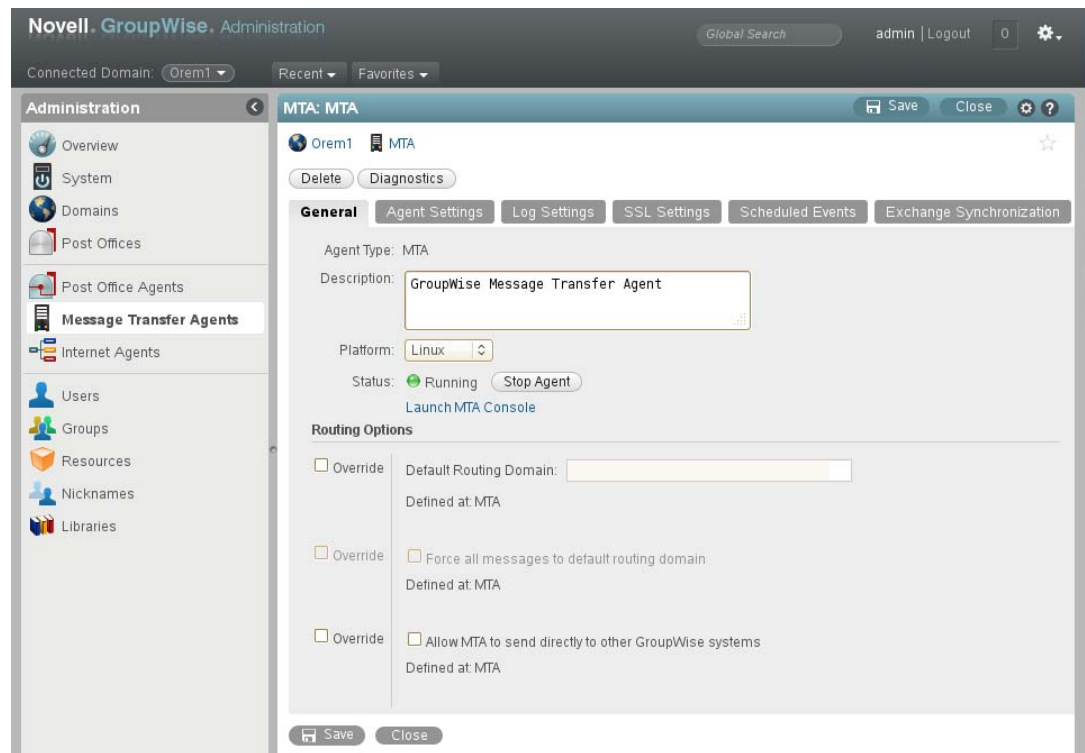 Novell. GroupWise. Administration
Global Search
admin | Logout
0
Connected Domain: Orem1
Recent
Favorites
Administration
Overview
System
Domains
Post Offices
Post Office Agents
Message Transfer Agents
Internet Agents
Users
Groups
Resources
Nicknames
Libraries
MTA: MTA
Save
Close
?
Orem1 MTA
Delete
Diagnostics
General
Agent Settings
Log Settings
SSL Settings
Scheduled Events
Exchange Synchronization
Agent Type: MTA
Description: GroupWise Message Transfer Agent
Platform: Linux
Status: Running Stop Agent
Launch MTA Console
Routing Options
Override Default Routing Domain:
Defined at: MTA
Override Force all messages to default routing domain
Defined at: MTA
Override Allow MTA to send directly to other GroupWise systems
Defined at: MTA
Save
Close